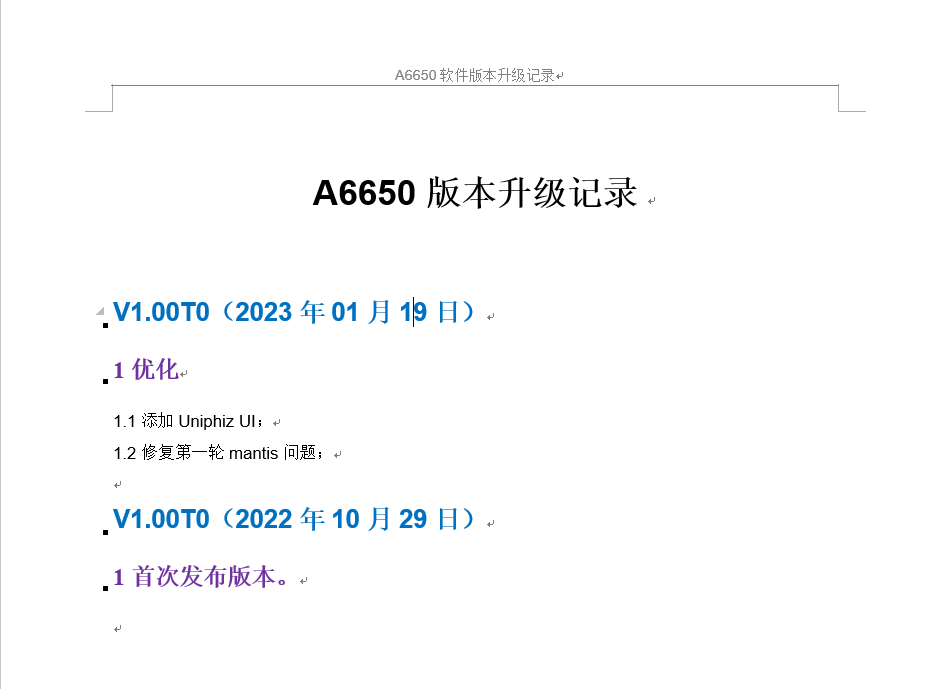 A6650 软件版本升级记录
A6650 版本升级记录
V1.00T0（2023 年 01 月 19 日）
1 优化
1.1 添加 Uniphiz UI；
1.2 修复第一轮 mantis 问题；
V1.00T0（2022 年 10 月 29 日）
1 首次发布版本。